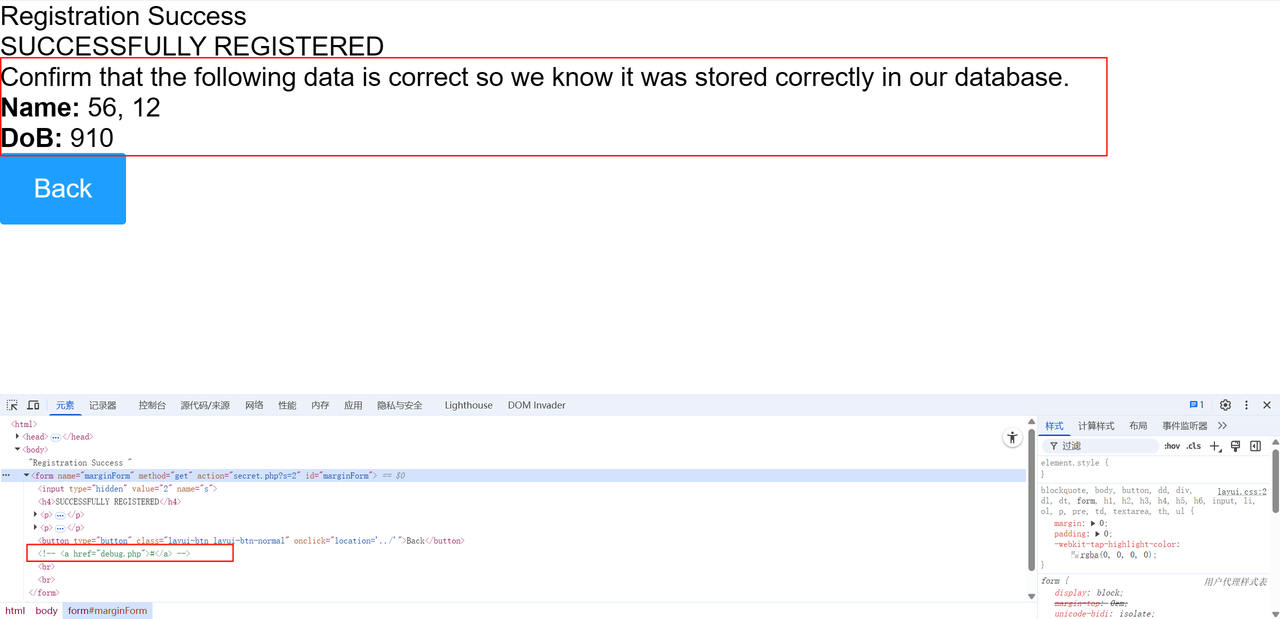 Registration Success
SUCCESSFULLY REGISTERED
Confirm that the following data is correct so we know it was stored correctly in our database.
Name: 56, 12
DoB: 910
Back
元素 记录器 控制台 源代码/来源 网络 性能 内存 应用 隐私与安全 Lighthouse DOM Invader 1
<html>
<head> … </head>
<body>
"Registration Success "
… <form name="marginForm" method="get" action="secret.php?s=2" id="marginForm"> == $0
<input type="hidden" value="2" name="s">
<h4>SUCCESSFULLY REGISTERED</h4>
<p> … </p>
<p> … </p>
<button type="button" class="layui-btn layui-btn-normal" onclick="location='../'">Back</button>
<!-- <a href="debug.php">#</a> -->
<br>
<br>
</form>
html body form#marginForm
样式 计算样式 布局 事件监听器
过滤 :hov .cls
element.style {
}
blockquote, body, button, dd, div, layui.css:2
dl, dt, form, h1, h2, h3, h4, h5, h6, input, li,
ol, p, pre, td, textarea, th, ul {
margin: 0;
padding: 0;
-webkit-tap-highlight-color:
rgba(0, 0, 0, 0);
}
form { 用户代理样式表
display: block;
margin-top: 0em;
unicode-bidi: isolate;